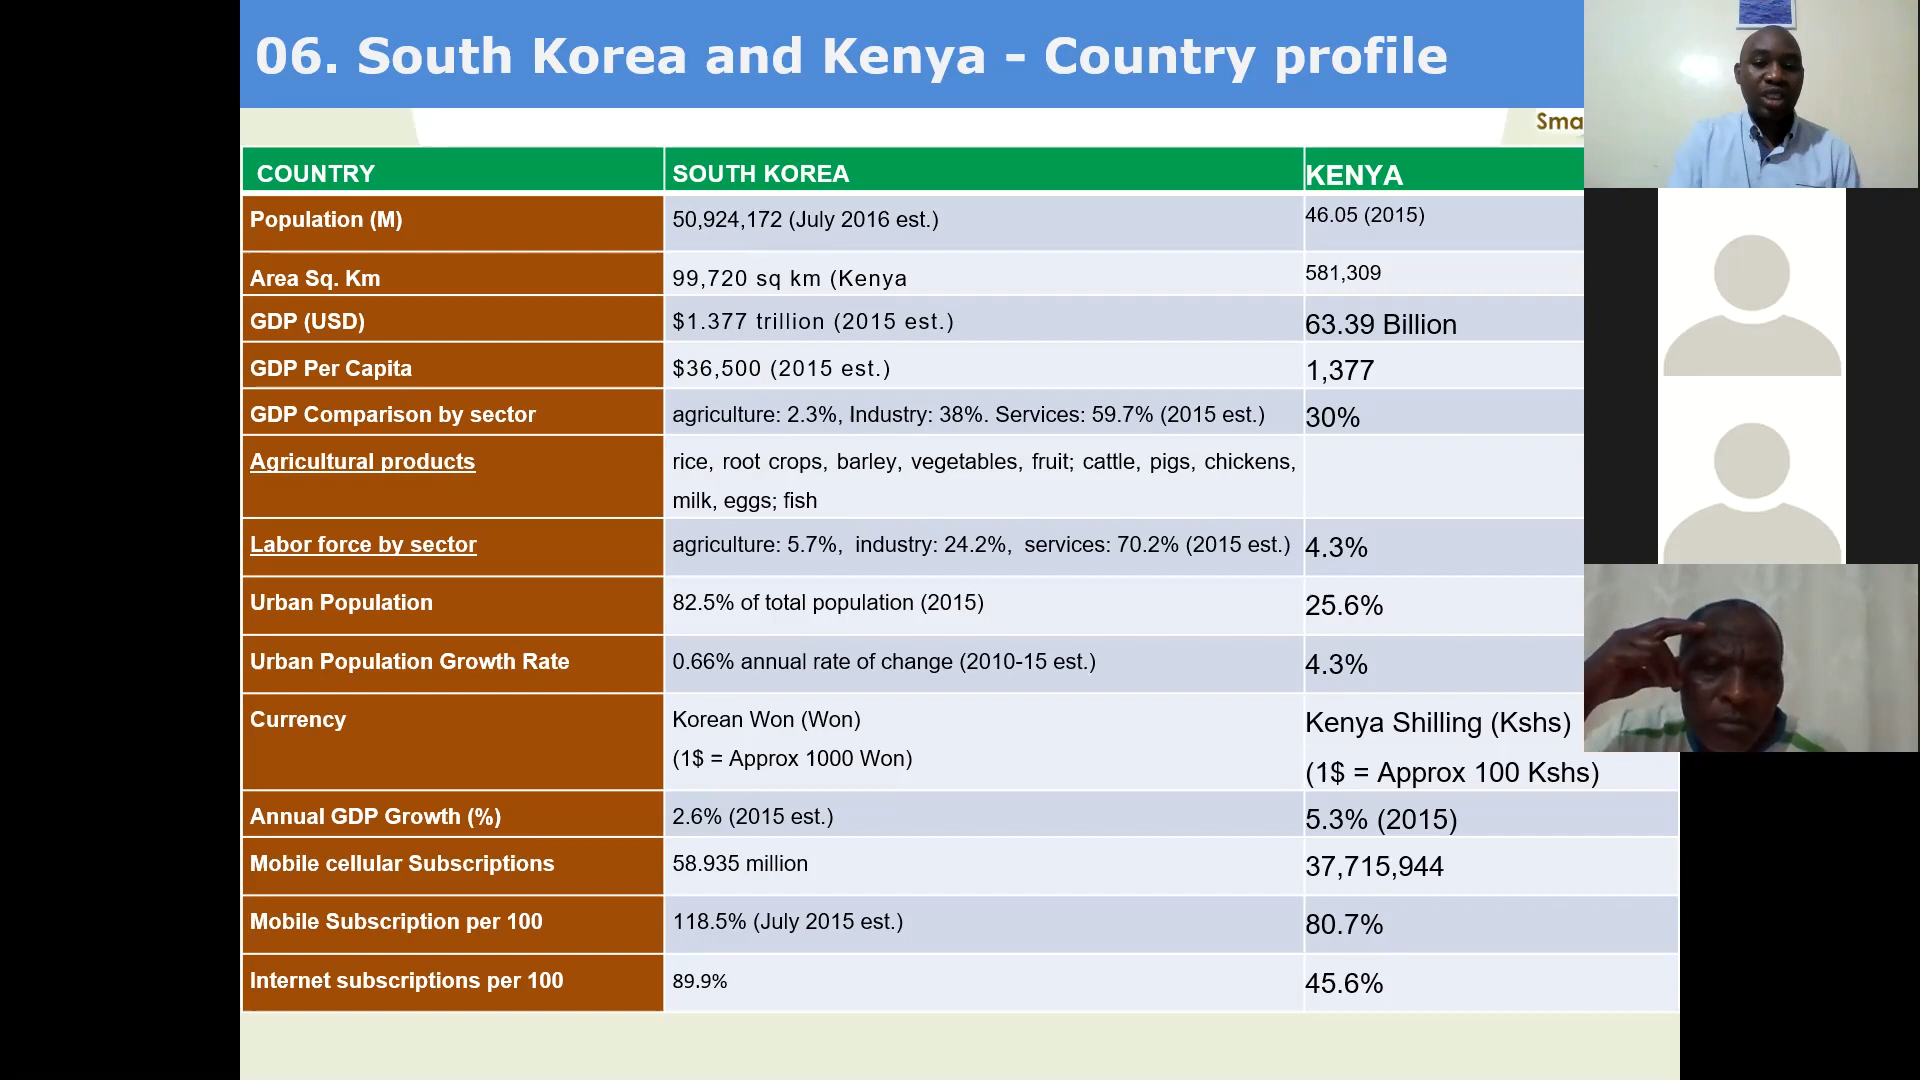 06. South Korea and Kenya - Country profile
Sma
COUNTRY SOUTH KOREA KENYA
Population (M) 50,924,172 (July 2016 est.) 46.05 (2015)
Area Sq. Km 99,720 sq km (Kenya 581,309
GDP (USD) $1.377 trillion (2015 est.) 63.39 Billion
GDP Per Capita $36,500 (2015 est.) 1,377
GDP Comparison by sector agriculture: 2.3%, Industry: 38%. Services: 59.7% (2015 est.) 30%
Agricultural products rice, root crops, barley, vegetables, fruit; cattle, pigs, chickens,
milk, eggs; fish
Labor force by sector agriculture: 5.7%, industry: 24.2%, services: 70.2% (2015 est.) 4.3%
Urban Population 82.5% of total population (2015) 25.6%
Urban Population Growth Rate 0.66% annual rate of change (2010-15 est.) 4.3%
Currency Korean Won (Won) Kenya Shilling (Kshs)
(1$ = Approx 1000 Won) (1$ = Approx 100 Kshs)
Annual GDP Growth (%) 2.6% (2015 est.) 5.3% (2015)
Mobile cellular Subscriptions 58.935 million 37,715,944
Mobile Subscription per 100 118.5% (July 2015 est.) 80.7%
Internet subscriptions per 100 89.9% 45.6%